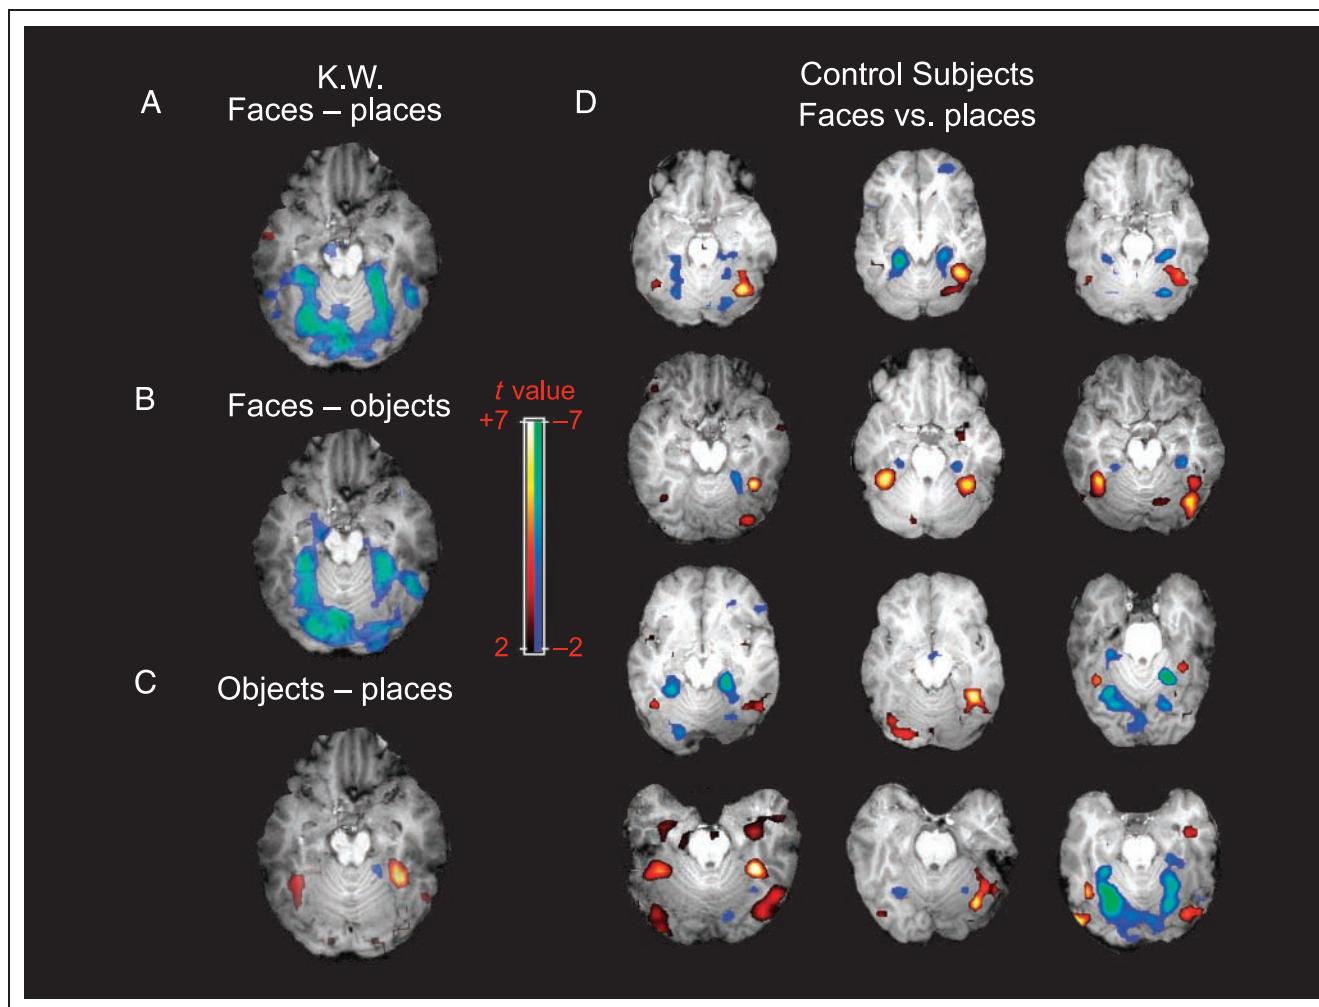 A
K.W.
Faces – places
B
Faces – objects
C
Objects – places
t value
+7
–7
2
–2
D
Control Subjects
Faces vs. places